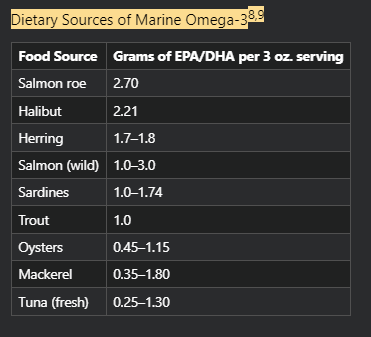 Dietary Sources of Marine Omega-3 8,9
Food Source Grams of EPA/DHA per 3 oz. serving
Salmon roe 2.70
Halibut 2.21
Herring 1.7–1.8
Salmon (wild) 1.0–3.0
Sardines 1.0–1.74
Trout 1.0
Oysters 0.45–1.15
Mackerel 0.35–1.80
Tuna (fresh) 0.25–1.30